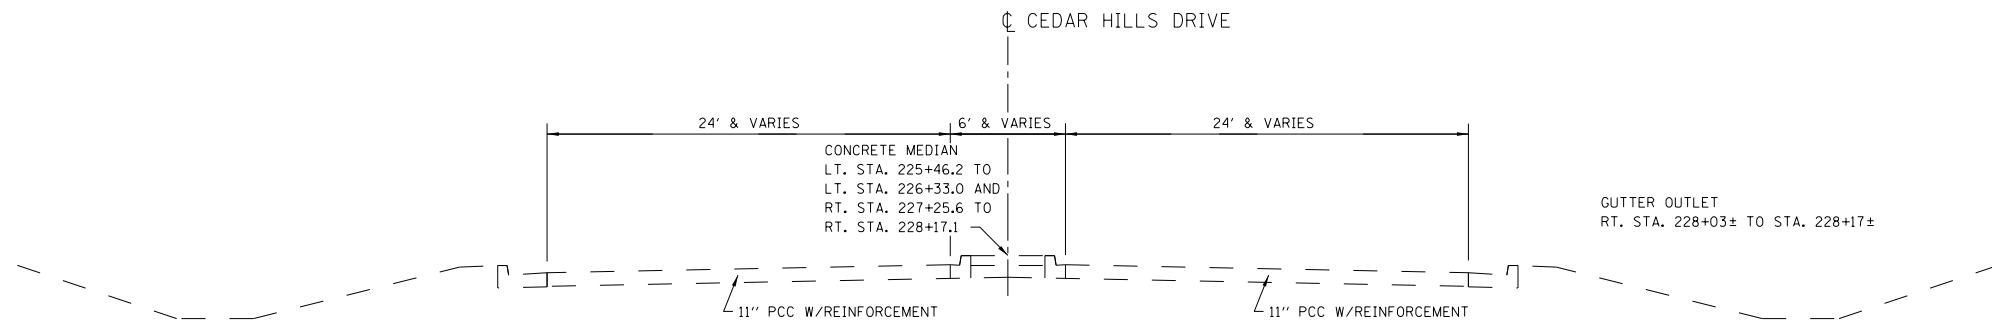 ℄ CEDAR HILLS DRIVE
24' & VARIES
6' & VARIES
24' & VARIES
CONCRETE MEDIAN
LT. STA. 225+46.2 TO
LT. STA. 226+33.0 AND
RT. STA. 227+25.6 TO
RT. STA. 228+17.1
GUTTER OUTLET
RT. STA. 228+03± TO STA. 228+17±
11'' PCC W/REINFORCEMENT
11'' PCC W/REINFORCEMENT